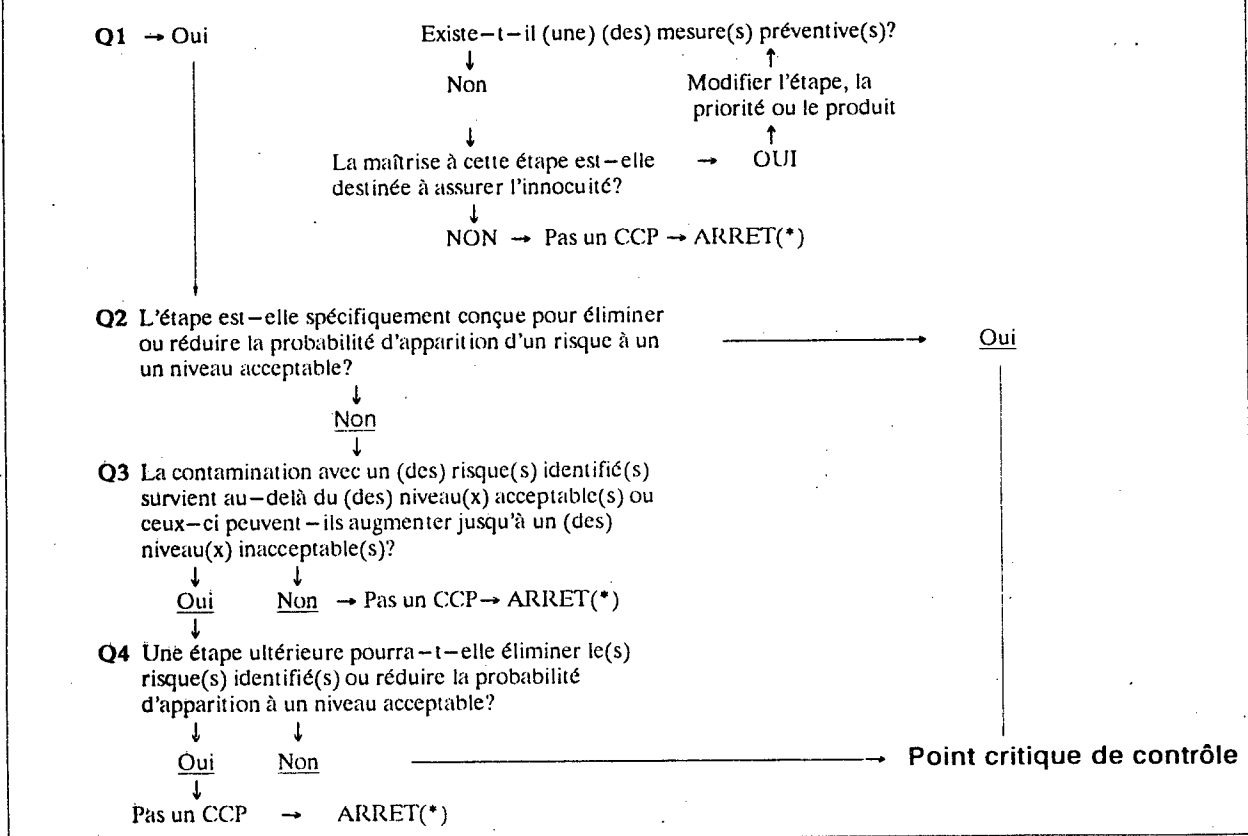 Q1 → Oui Existe-t-il (une) (des) mesure(s) préventive(s)?
↓ ↑
Non Modifier l'étape, la
priorité ou le produit
↓ ↑
La maîtrise à cette étape est-elle → OUI
destinée à assurer l'innocuité?
↓
NON → Pas un CCP → ARRET(*)
Q2 L'étape est-elle spécifiquement conçue pour éliminer
ou réduire la probabilité d'apparition d'un risque à un → Oui
un niveau acceptable?
↓
Non
↓
Q3 La contamination avec un (des) risque(s) identifié(s)
survient au-delà du (des) niveau(x) acceptable(s) ou
ceux-ci peuvent-ils augmenter jusqu'à un (des)
niveau(x) inacceptable(s)?
↓ ↓
Oui Non → Pas un CCP → ARRET(*)
↓
Q4 Une étape ultérieure pourra-t-elle éliminer le(s)
risque(s) identifié(s) ou réduire la probabilité
d'apparition à un niveau acceptable?
↓ ↓
Oui Non → Point critique de contrôle
↓
Pas un CCP → ARRET(*)